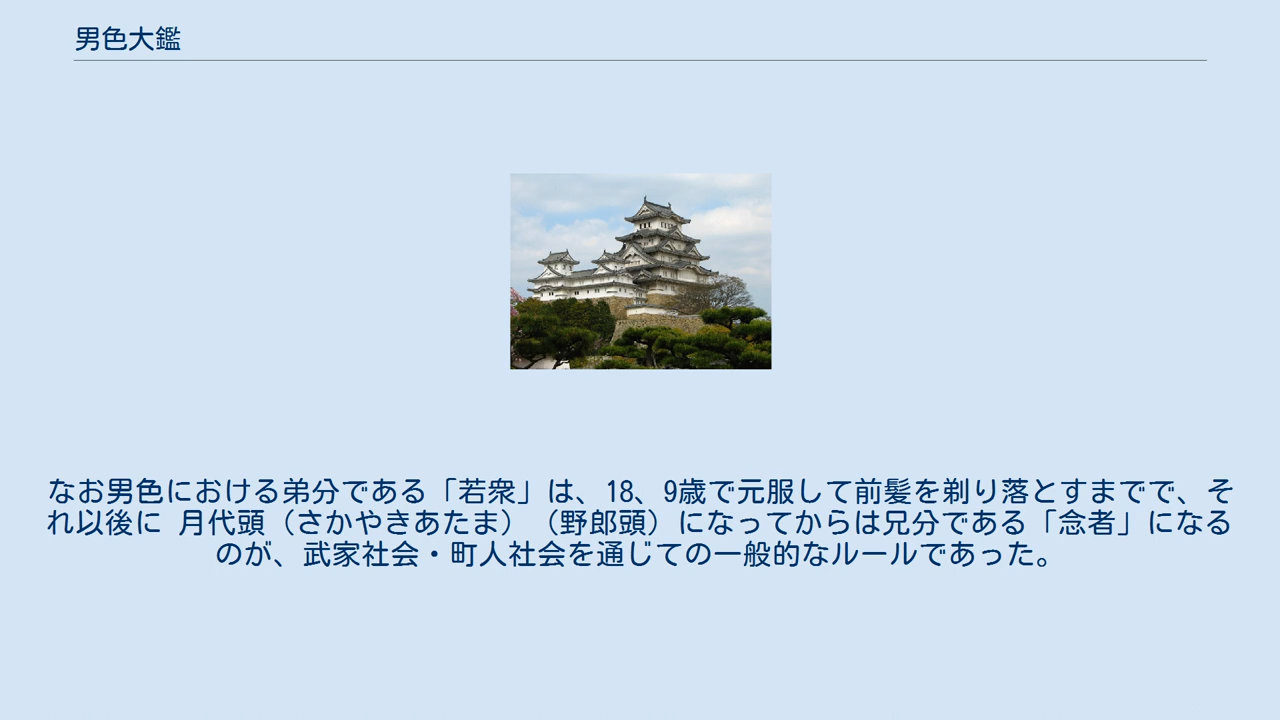 男色大鑑
なお男色における弟分である「若衆」は、18、9歳で元服して前髪を剃り落とすまでで、そ
れ以後に 月代頭（さかやきあたま）（野郎頭）になってからは兄分である「念者」になる
のが、武家社会・町人社会を通じての一般的なルールであった。